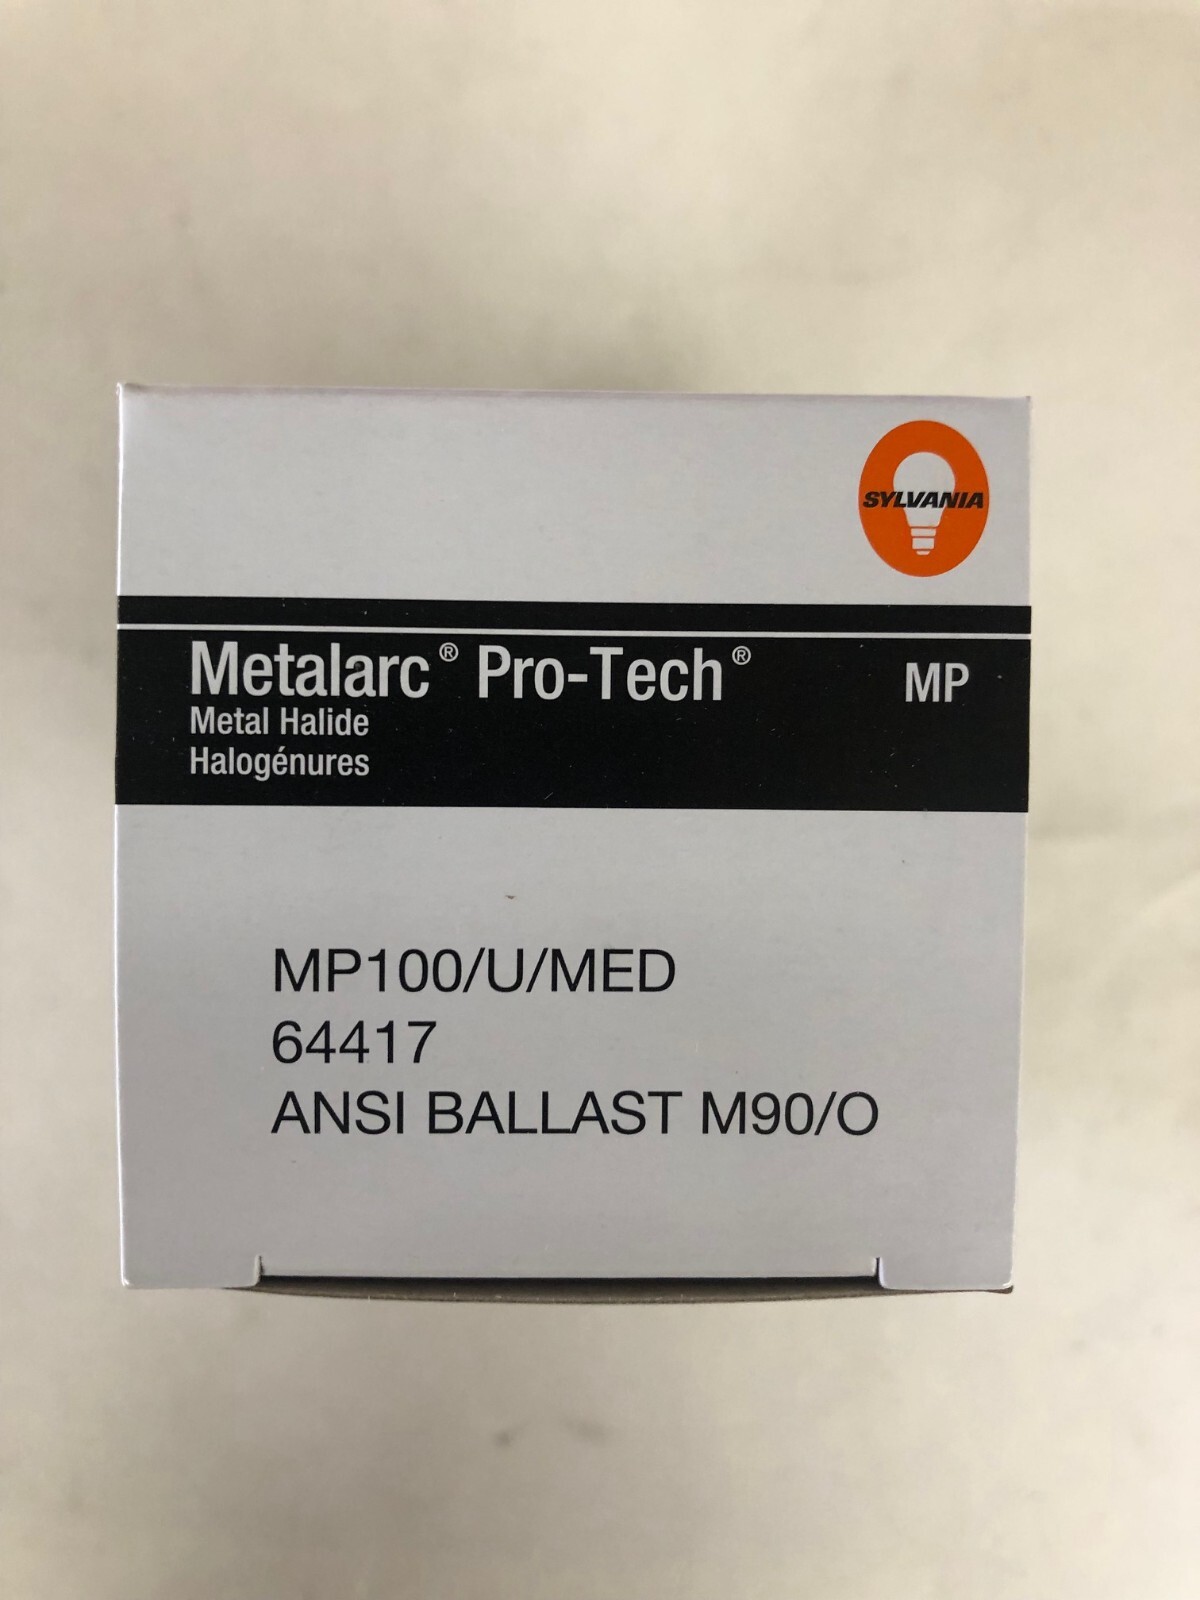 SYLVANIA
Metalarc® Pro-Tech® MP
Metal Halide
Halogénures
MP100/U/MED
64417
ANSI BALLAST M90/O